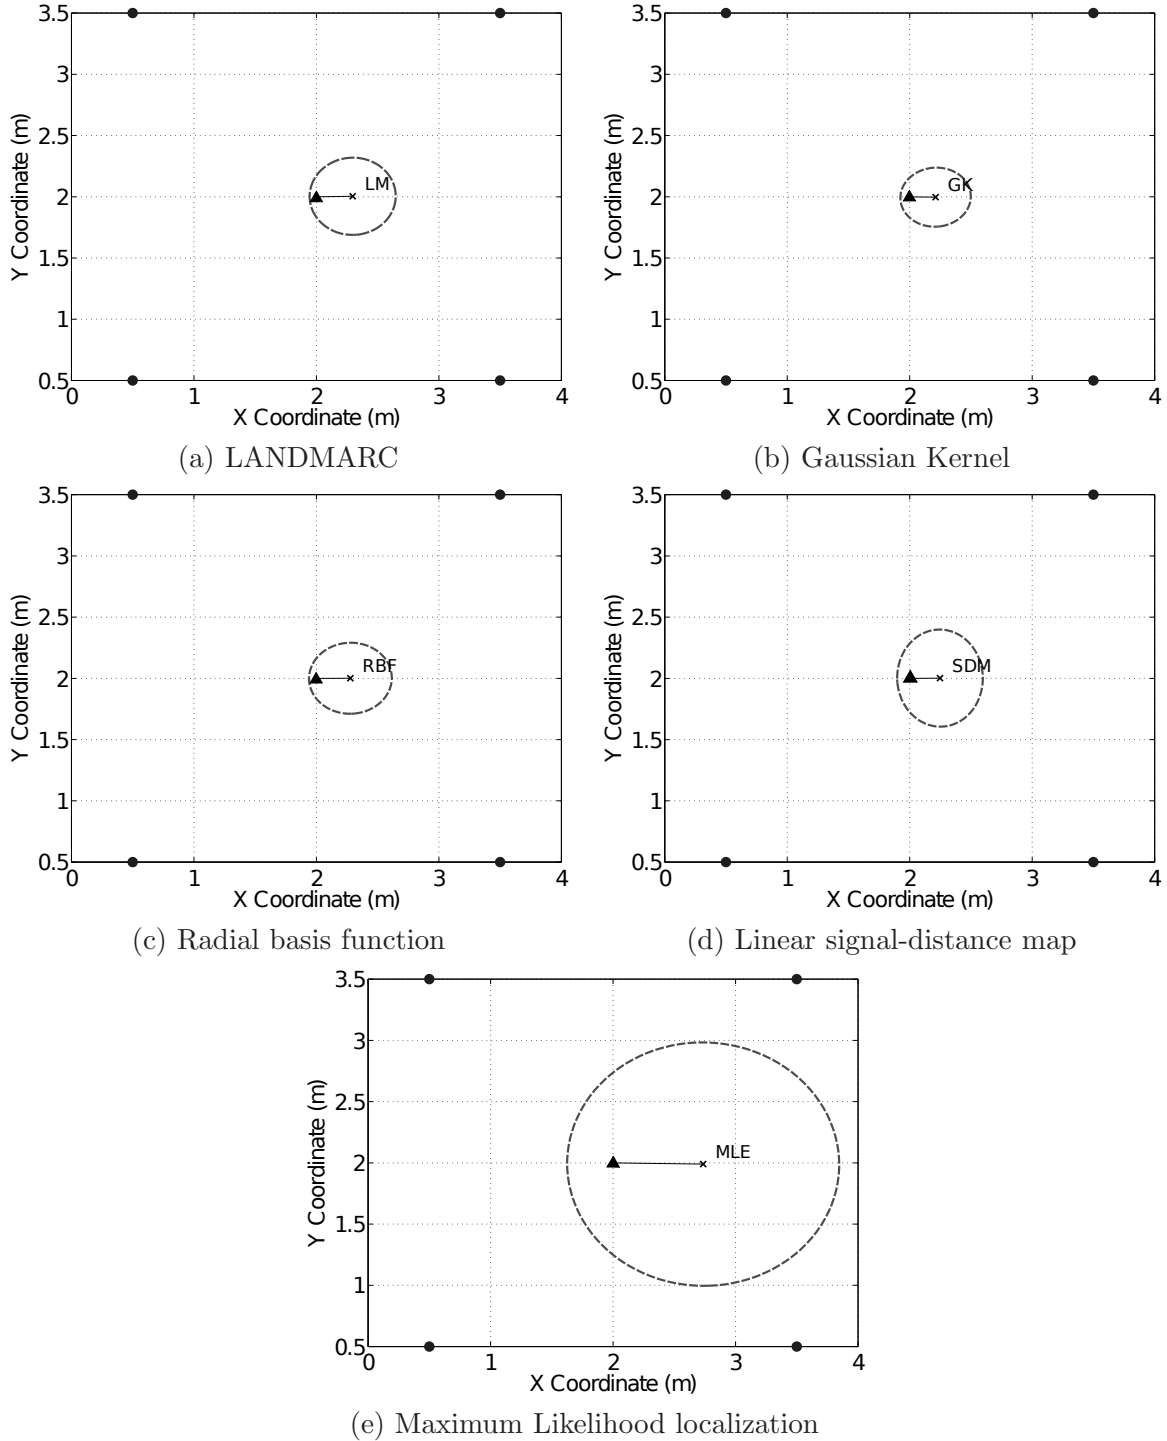 3.5
3
2.5
2
1.5
1
0.5
0 1 2 3 4
Y Coordinate (m)
X Coordinate (m)
LM
(a) LANDMARC
3.5
3
2.5
2
1.5
1
0.5
0 1 2 3 4
Y Coordinate (m)
X Coordinate (m)
GK
(b) Gaussian Kernel
3.5
3
2.5
2
1.5
1
0.5
0 1 2 3 4
Y Coordinate (m)
X Coordinate (m)
RBF
(c) Radial basis function
3.5
3
2.5
2
1.5
1
0.5
0 1 2 3 4
Y Coordinate (m)
X Coordinate (m)
SDM
(d) Linear signal-distance map
3.5
3
2.5
2
1.5
1
0.5
0 1 2 3 4
Y Coordinate (m)
X Coordinate (m)
MLE
(e) Maximum Likelihood localization